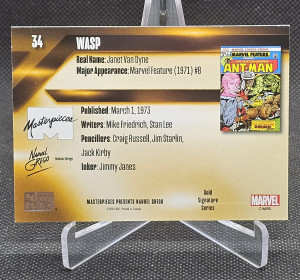 34
WASP
Real Name: Janet Van Dyne
Major Appearance: Marvel Feature (1971) #8
MARVEL FEATURE
ANT-MAN
Masterpieces
Published: March 1, 1973
Writers: Mike Friedrich, Stan Lee
Pencillers: Craig Russell, Jim Starlin,
Jack Kirby
Inker: Jimmy Janes
MASTERPIECES PRESENTS MARVEL GREGO
Gold
Signature
Series
MARVEL